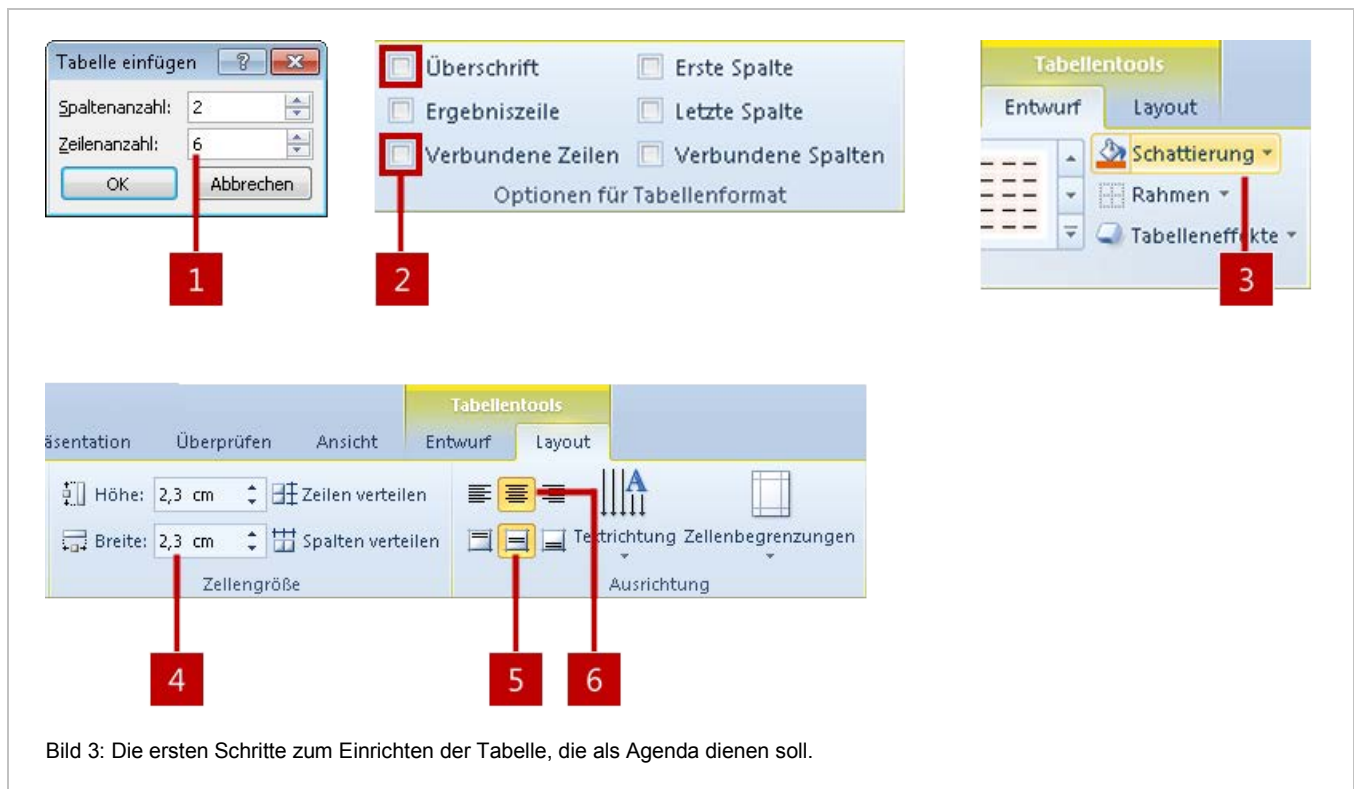 Tabelle einfügen
Spaltenanzahl: 2
Zeilenanzahl: 6
OK Abbrechen
1
Überschrift Erste Spalte
Ergebniszeile Letzte Spalte
Verbundene Zeilen Verbundene Spalten
Optionen für Tabellenformat
2
Tabellentools
Entwurf Layout
Schattierung
Rahmen
Tabelleneffekte
3
Tabellentools
äsentation Überprüfen Ansicht Entwurf Layout
Höhe: 2,3 cm Zeilen verteilen
Breite: 2,3 cm Spalten verteilen Textrichtung Zellenbegrenzungen
Zellengröße Ausrichtung
4 5 6
Bild 3: Die ersten Schritte zum Einrichten der Tabelle, die als Agenda dienen soll.